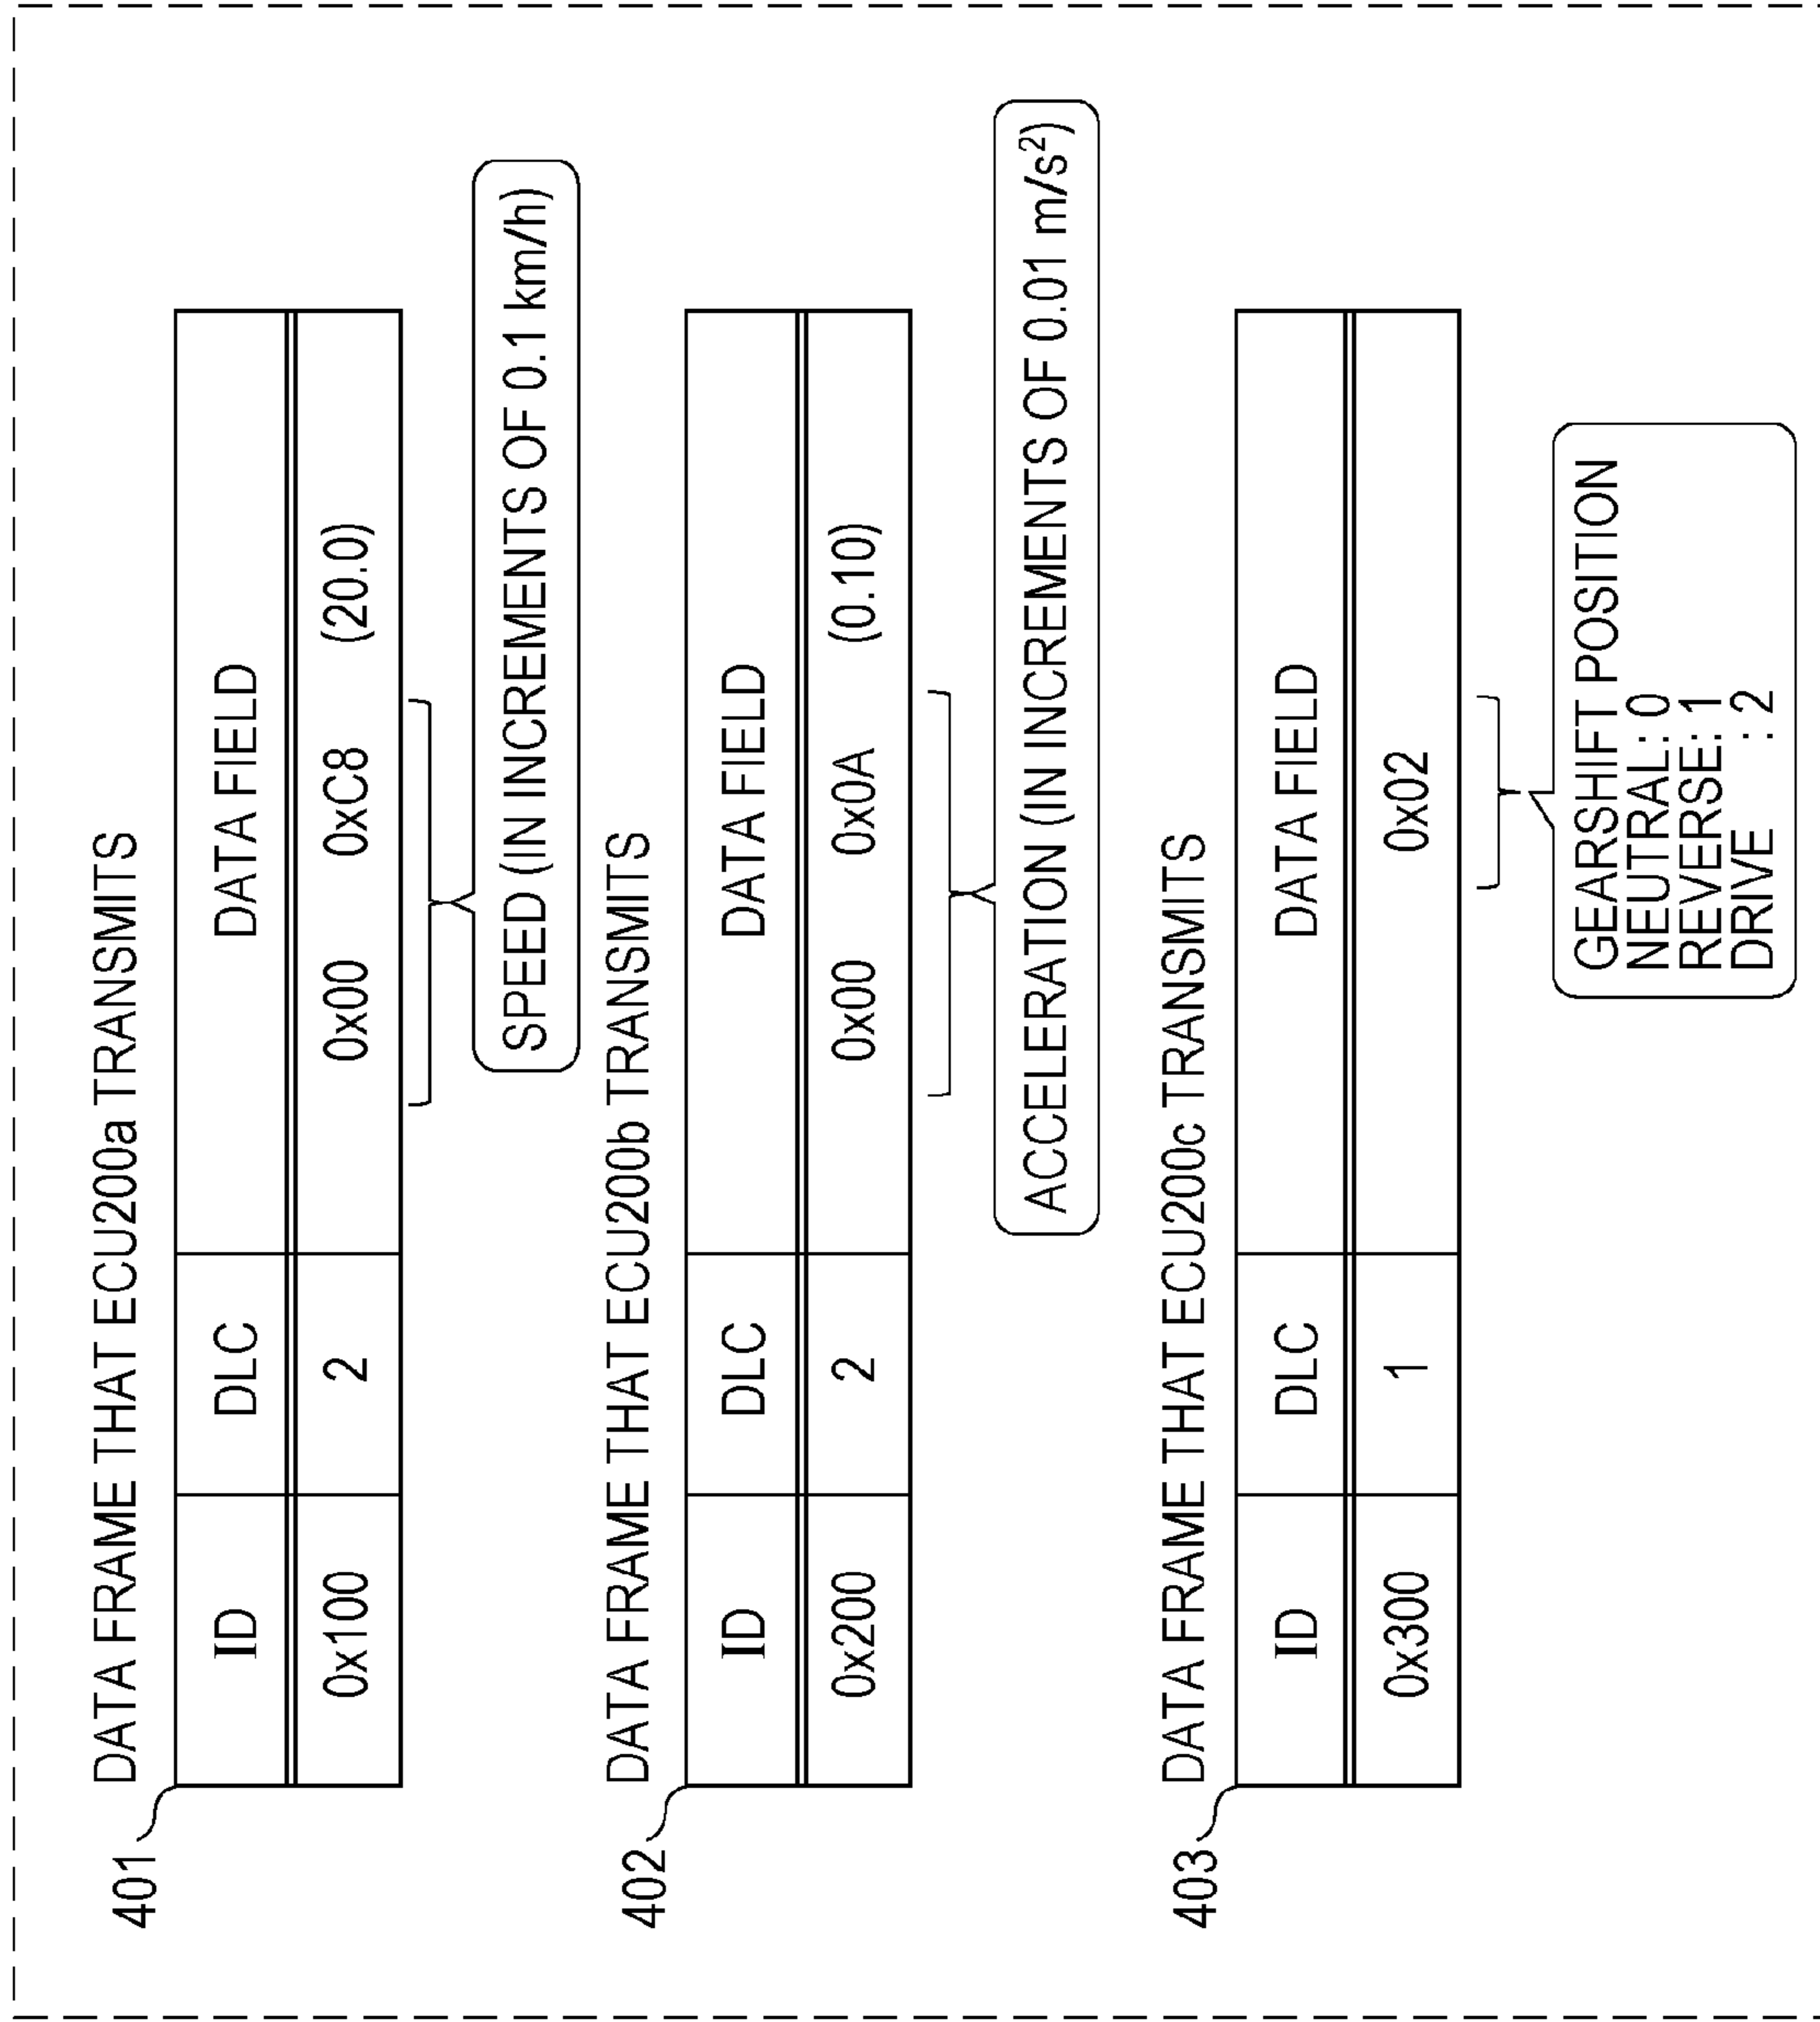 DATA FRAME THAT ECU200a TRANSMITS
401
ID DLC DATA FIELD
0x100 2 0x00 0xC8 (20.0)
SPEED (IN INCREMENTS OF 0.1 km/h)
DATA FRAME THAT ECU200b TRANSMITS
402
ID DLC DATA FIELD
0x200 2 0x00 0x0A (0.10)
ACCELERATION (IN INCREMENTS OF 0.01 m/s²)
DATA FRAME THAT ECU200c TRANSMITS
403
ID DLC DATA FIELD
0x300 1 0x02
GEARSHIFT POSITION
NEUTRAL: 0
REVERSE: 1
DRIVE : 2